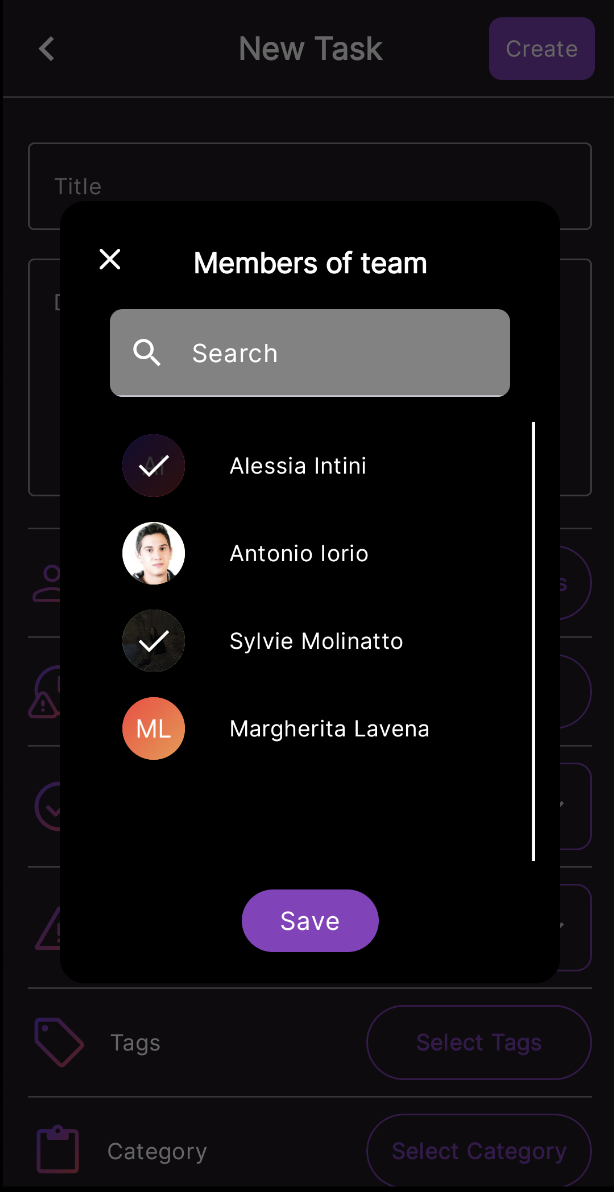 New Task
Create
Title
D
Members of team
Search
AI
Alessia Intini
Antonio Iorio
s
Sylvie Molinatto
ML
Margherita Lavena
Save
Tags
Select Tags
Category
Select Category